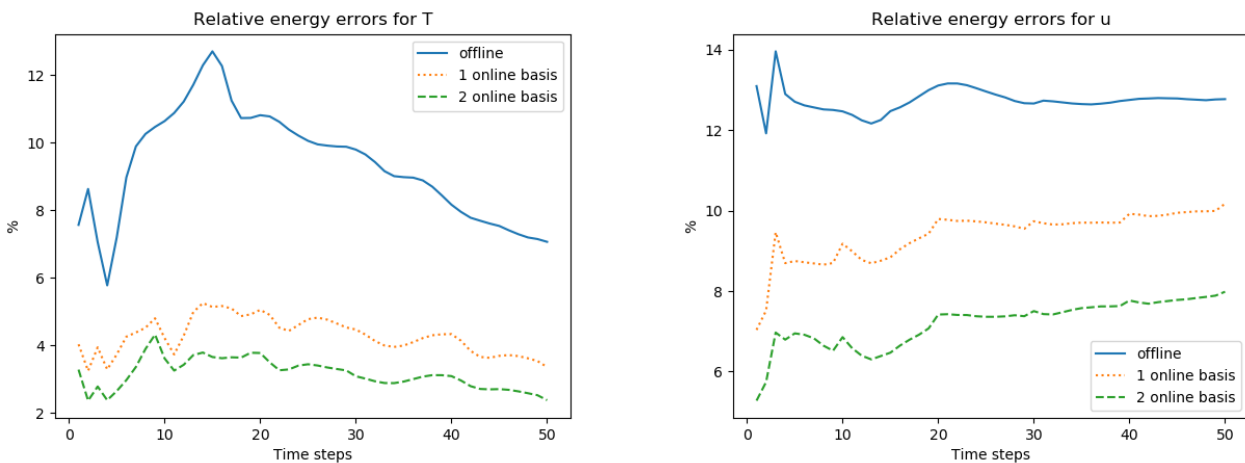 Relative energy errors for T
offline
1 online basis
2 online basis
12
10
8
6
4
2
%
0
10
20
30
40
50
Time steps
Relative energy errors for u
14
12
10
8
6
%
offline
1 online basis
2 online basis
0
10
20
30
40
50
Time steps